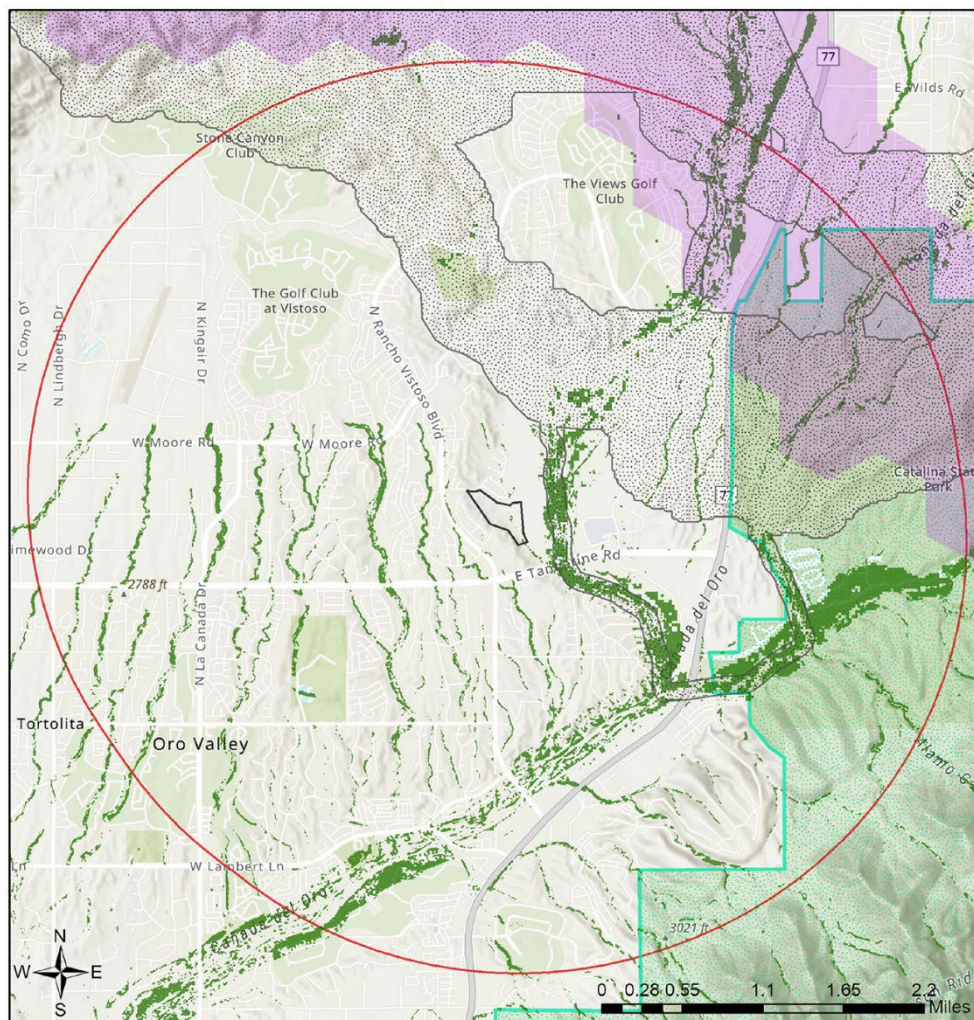 77
E Wilds Rd
Stone Canyon
Club
The Views Golf
Club
The Golf Club
at Vistoso
N Como Dr
N Lindbergh Dr
N Kingair Dr
N Rancho Vistoso Blvd
W Moore Rd
W Moore Rd
77
Catalina State
Park
imewood Dr
2788 ft
E Tangerine Rd
N La Canada Dr
Tortolita
Oro Valley
Ln
W Lambert Ln
Canada del Oro
3021 ft
N
W E
S
0 0.28 0.55 1.1 1.65 2.2
Miles